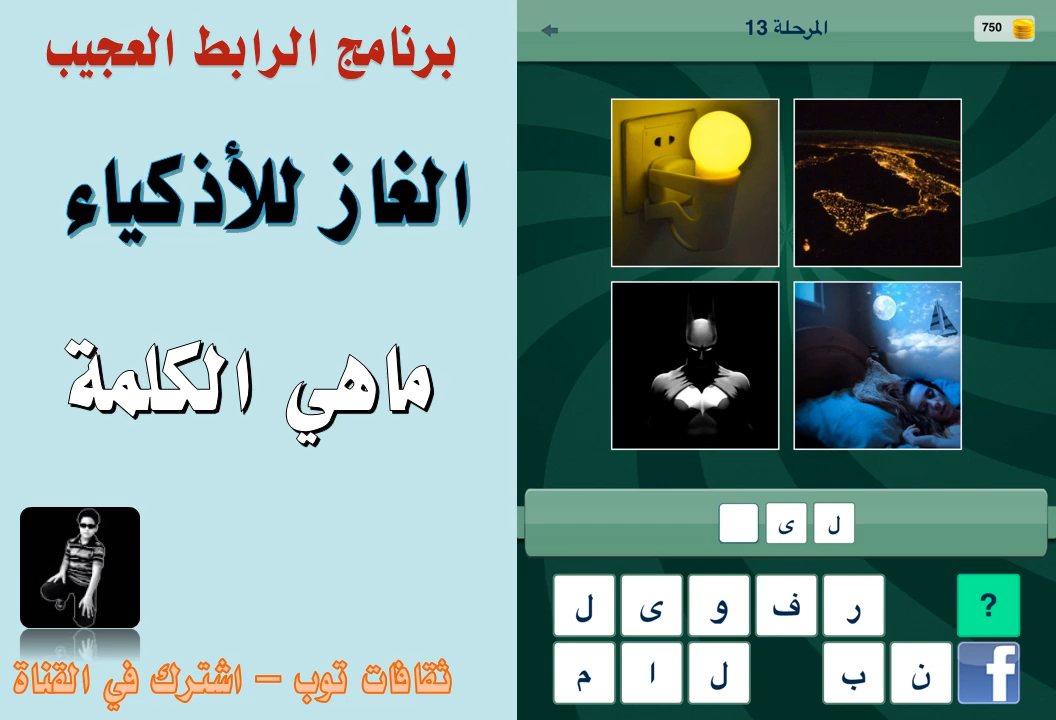 برنامج الرابط العجيب
الغاز للأذكياء
ماهي الكلمة
ثقافات توب – اشترك في القناة
المرحلة 13
750
ل ى
ر ف و ى ل
?
ن ب ل ا م
f